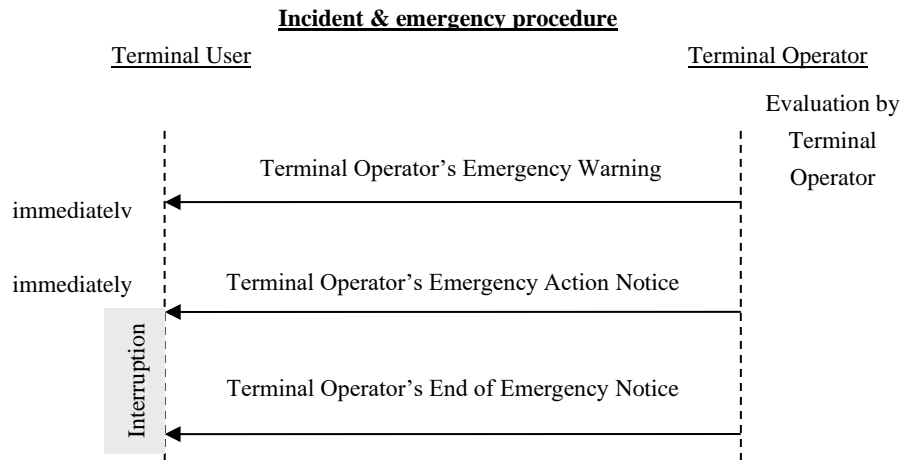 Incident & emergency procedure
Terminal User
Terminal Operator
Evaluation by
Terminal
Operator
Terminal Operator’s Emergency Warning
immediately
immediately
Terminal Operator’s Emergency Action Notice
Interruption
Terminal Operator’s End of Emergency Notice